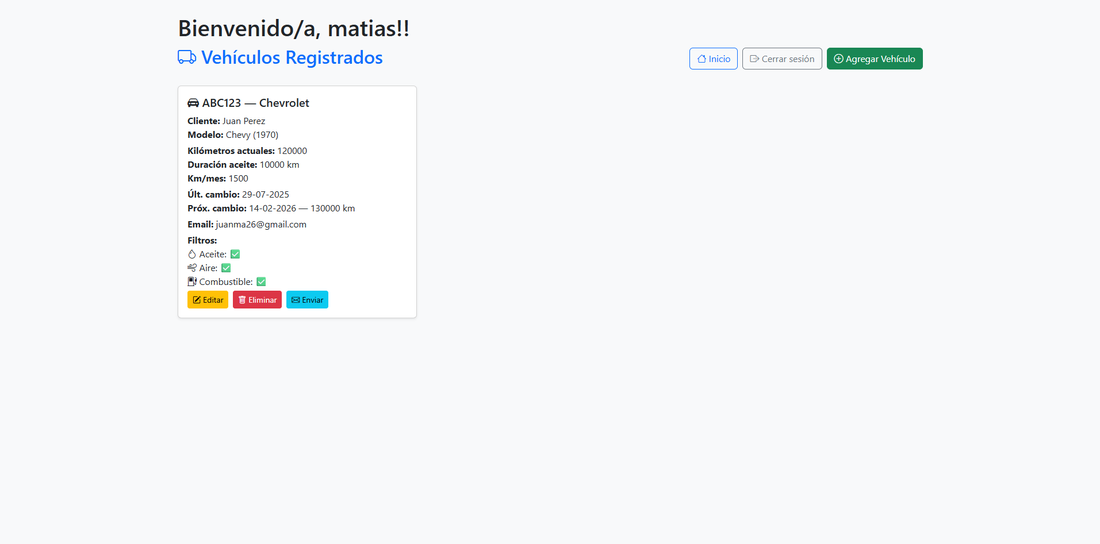 Bienvenido/a, matias!!
Vehículos Registrados
Inicio
Cerrar sesión
Agregar Vehículo
ABC123 — Chevrolet
Cliente: Juan Perez
Modelo: Chevy (1970)
Kilómetros actuales: 120000
Duración aceite: 10000 km
Km/mes: 1500
Últ. cambio: 29-07-2025
Próx. cambio: 14-02-2026 — 130000 km
Email: juanma26@gmail.com
Filtros:
Aceite: ✅
Aire: ✅
Combustible: ✅
Editar
Eliminar
Enviar